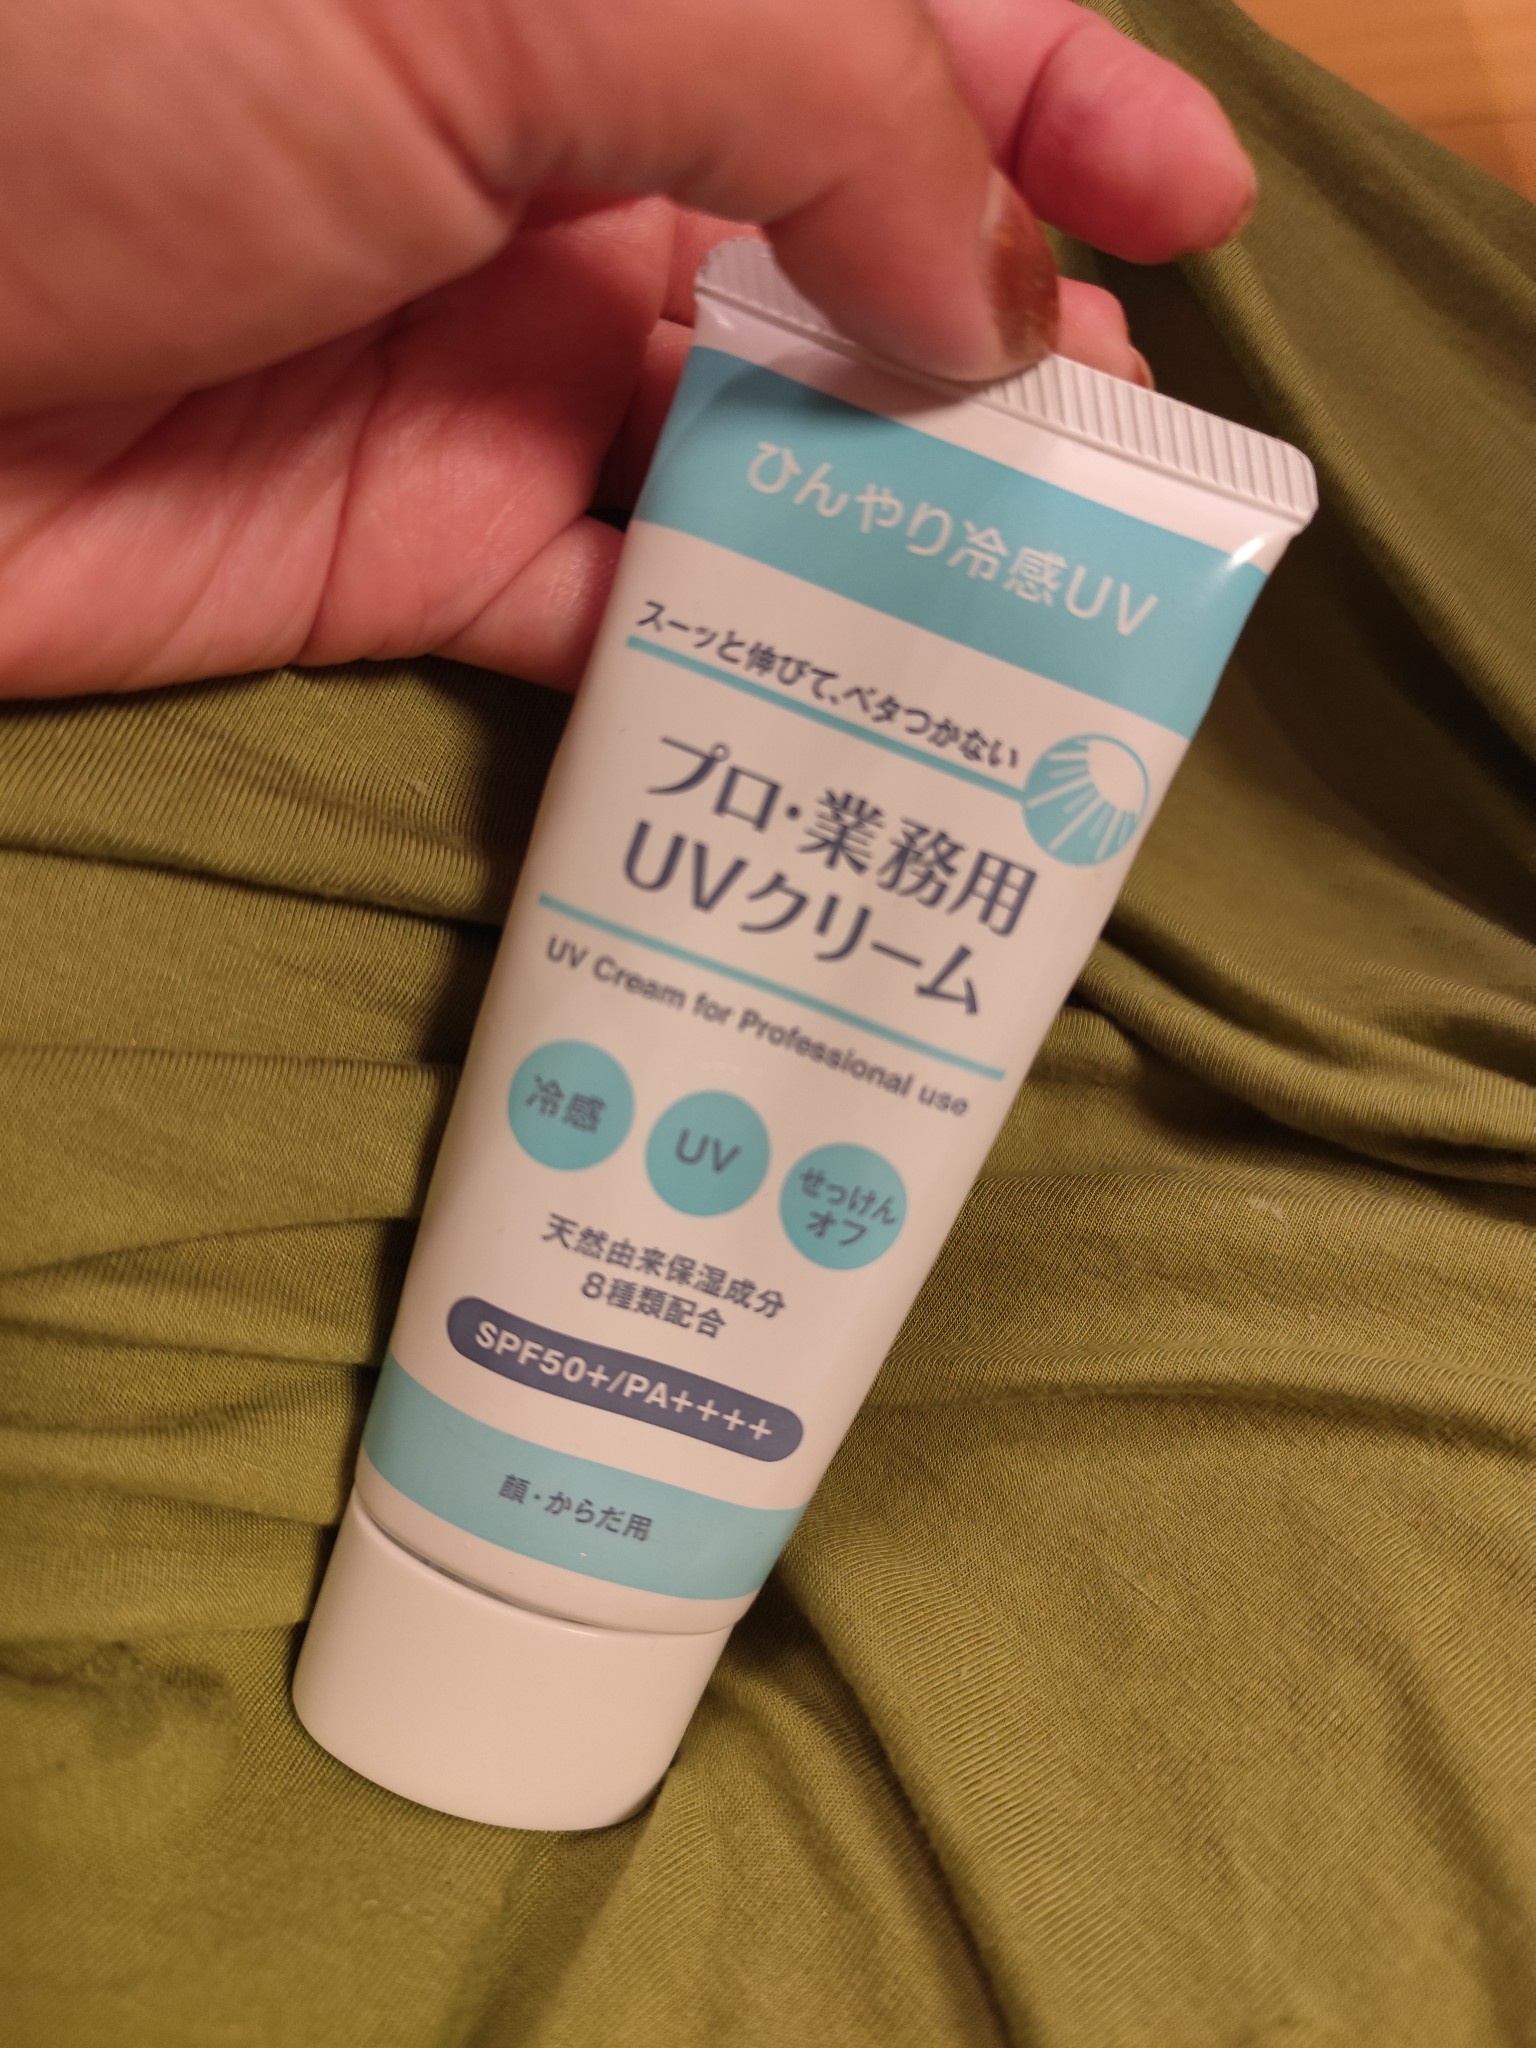 ひんやり冷感UV
スーッと伸びて、ベタつかない
プロ・業務用
UVクリーム
UV Cream for Professional use
冷感
UV
せっけん
オフ
天然由来保湿成分
8種類配合
SPF50+/PA++++
顔・からだ用